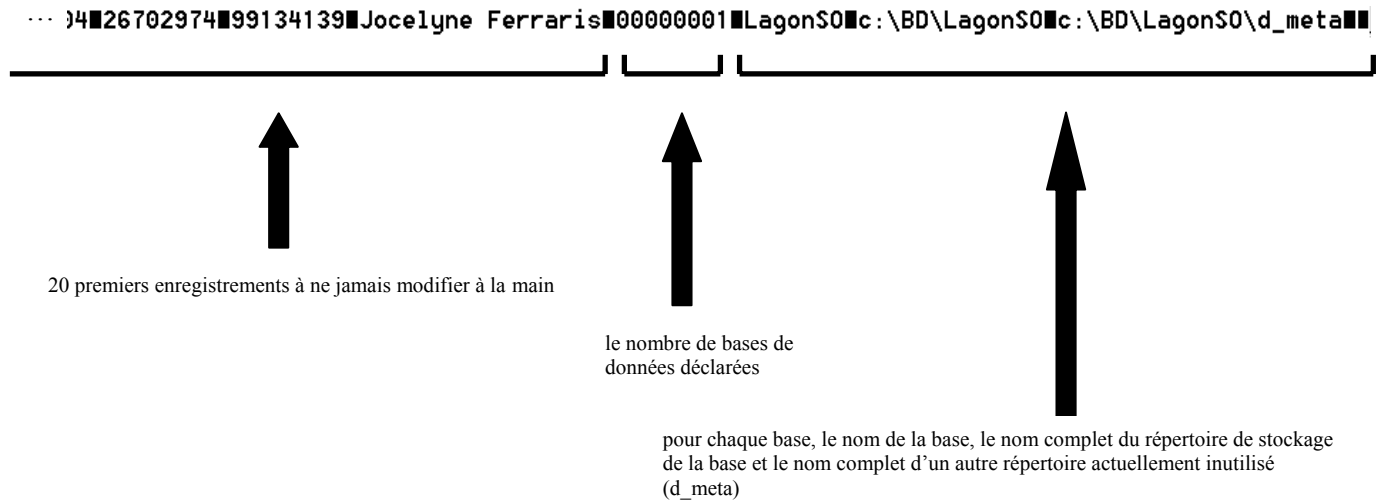 ··· 04■26702974■99134139■Jocelyne Ferraris■00000001■LagonSO■c:\BD\LagonSO■c:\BD\LagonSO\d_meta■■
20 premiers enregistrements à ne jamais modifier à la main
le nombre de bases de
données déclarées
pour chaque base, le nom de la base, le nom complet du répertoire de stockage
de la base et le nom complet d’un autre répertoire actuellement inutilisé
(d_meta)